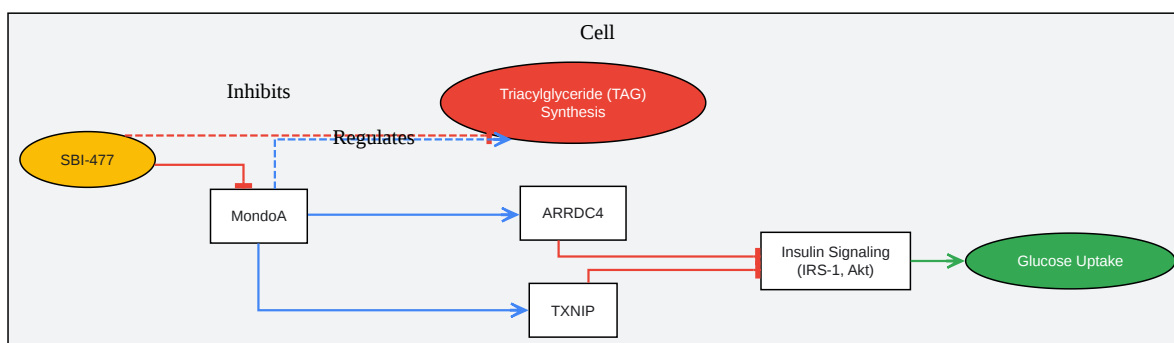 Cell
Inhibits
Triacylglyceride (TAG)
Synthesis
Regulates
SBI-477
MondoA
ARRDC4
Insulin Signaling
(IRS-1, Akt)
Glucose Uptake
TXNIP